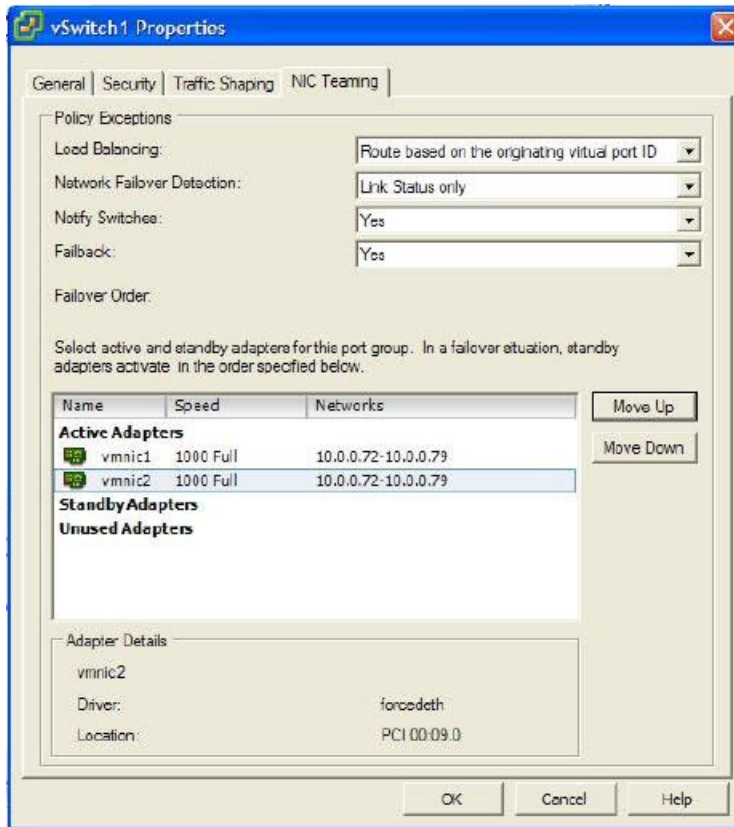 vSwitch1 Properties
General Security Traffic Shaping NIC Teaming
Policy Exceptions
Load Balancing: Route based on the originating virtual port ID
Network Failover Detection: Link Status only
Notify Switches: Yes
Failback: Yes
Failover Order:
Select active and standby adapters for this port group. In a failover situation, standby
adapters activate in the order specified below.
Name Speed Networks
Move Up
Active Adapters
vmnic1 1000 Full 10.0.0.72-10.0.0.79
Move Down
vmnic2 1000 Full 10.0.0.72-10.0.0.79
Standby Adapters
Unused Adapters
Adapter Details
vmnic2
Driver: forcedeth
Location: PCI 00:09.0
OK Cancel Help